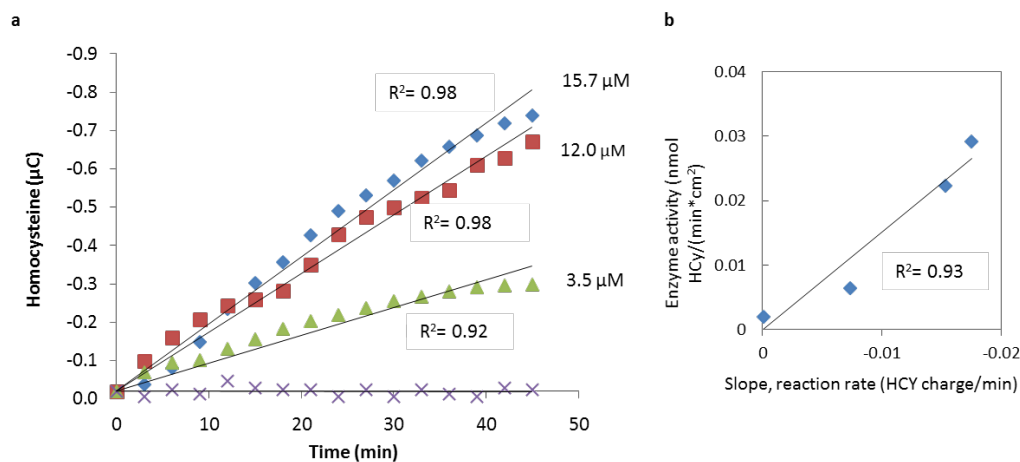 a
-0.9
-0.8
-0.7
-0.6
-0.5
-0.4
-0.3
-0.2
-0.1
0.0
Homocysteine (µC)
R²= 0.98
15.7 µM
12.0 µM
R²= 0.98
3.5 µM
R²= 0.92
0
10
20
30
40
50
Time (min)
b
0.04
0.03
0.02
0.01
0
Enzyme activity (nmol
HCy/(min*cm²)
R²= 0.93
0
-0.01
-0.02
Slope, reaction rate (HCY charge/min)